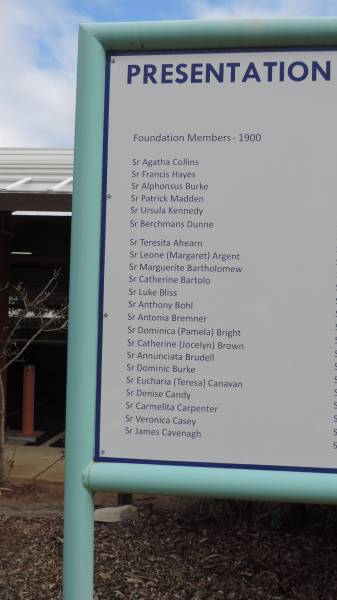 PRESENTATION
Foundation Members - 1900
Sr Agatha Collins
Sr Francis Hayes
Sr Alphonsus Burke
Sr Patrick Madden
Sr Ursula Kennedy
Sr Berchmans Dunne
Sr Teresita Ahearn
Sr Leone (Margaret) Argent
Sr Marguerite Bartholomew
Sr Catherine Bartolo
Sr Luke Bliss
Sr Anthony Bohl
Sr Antonia Bremner
Sr Dominica (Pamela) Bright
Sr Catherine (Jocelyn) Brown
Sr Annunciata Brudell
Sr Dominic Burke
Sr Eucharia (Teresa) Canavan
Sr Denise Candy
Sr Carmelita Carpenter
Sr Veronica Casey
Sr James Cavenagh